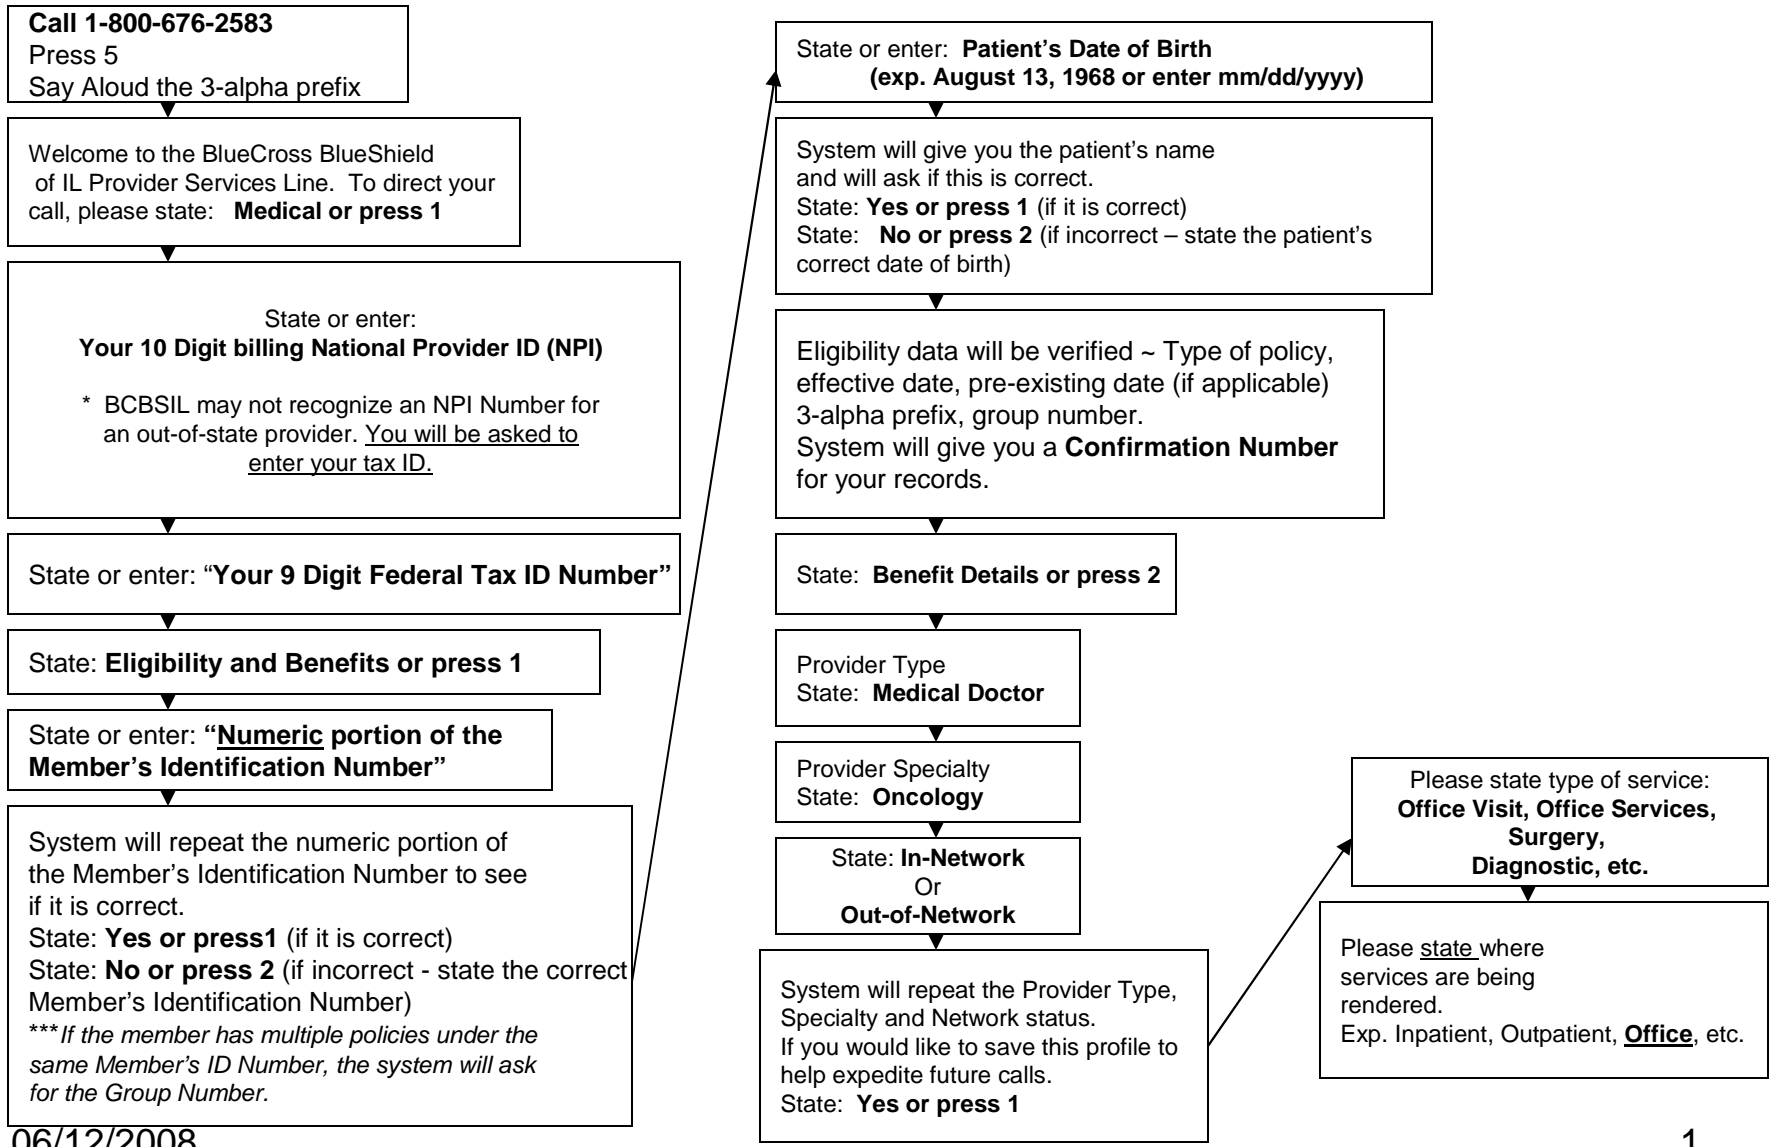 Call 1-800-676-2583
Press 5
Say Aloud the 3-alpha prefix
Welcome to the BlueCross BlueShield
of IL Provider Services Line. To direct your
call, please state: Medical or press 1
State or enter:
Your 10 Digit billing National Provider ID (NPI)
* BCBSIL may not recognize an NPI Number for
an out-of-state provider. You will be asked to
enter your tax ID.
State or enter: “Your 9 Digit Federal Tax ID Number”
State: Eligibility and Benefits or press 1
State or enter: “Numeric portion of the
Member’s Identification Number”
System will repeat the numeric portion of
the Member’s Identification Number to see
if it is correct.
State: Yes or press1 (if it is correct)
State: No or press 2 (if incorrect - state the correct
Member’s Identification Number)
***If the member has multiple policies under the
same Member’s ID Number, the system will ask
for the Group Number.
State or enter: Patient’s Date of Birth
(exp. August 13, 1968 or enter mm/dd/yyyy)
System will give you the patient’s name
and will ask if this is correct.
State: Yes or press 1 (if it is correct)
State: No or press 2 (if incorrect – state the patient’s
correct date of birth)
Eligibility data will be verified ~ Type of policy,
effective date, pre-existing date (if applicable)
3-alpha prefix, group number.
System will give you a Confirmation Number
for your records.
State: Benefit Details or press 2
Provider Type
State: Medical Doctor
Provider Specialty
State: Oncology
State: In-Network
Or
Out-of-Network
System will repeat the Provider Type,
Specialty and Network status.
If you would like to save this profile to
help expedite future calls.
State: Yes or press 1
Please state type of service:
Office Visit, Office Services,
Surgery,
Diagnostic, etc.
Please state where
services are being
rendered.
Exp. Inpatient, Outpatient, Office, etc.
06/12/2008
1